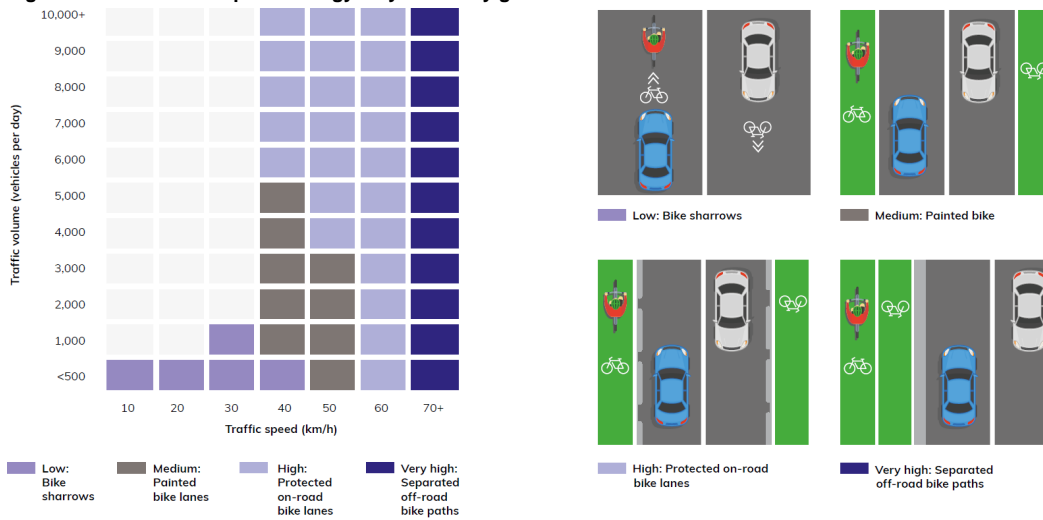 10,000+
9,000
8,000
7,000
6,000
5,000
4,000
3,000
2,000
1,000
<500
Traffic volume (vehicles per day)
10 20 30 40 50 60 70+
Traffic speed (km/h)
Low:
Bike
sharrows
Medium:
Painted
bike lanes
High:
Protected
on-road
bike lanes
Very high:
Separated
off-road
bike paths
Low: Bike sharrows
Medium: Painted bike
High: Protected on-road
bike lanes
Very high: Separated
off-road bike paths